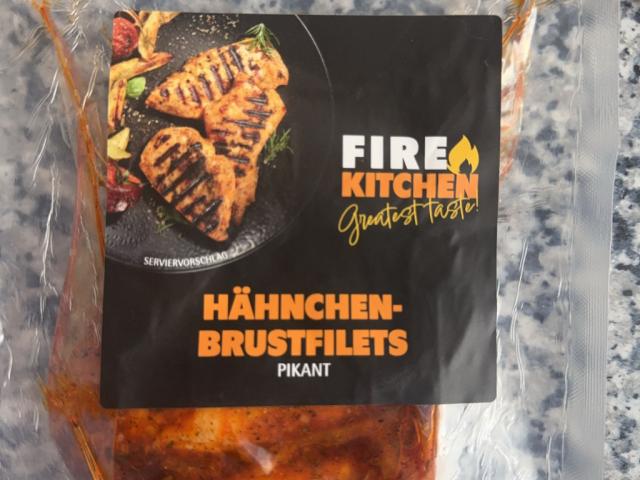 FIRE
KITCHEN
Greatest taste!
SERVIERVORSCHLAG
HÄHNCHEN-
BRUSTFILETS
PIKANT